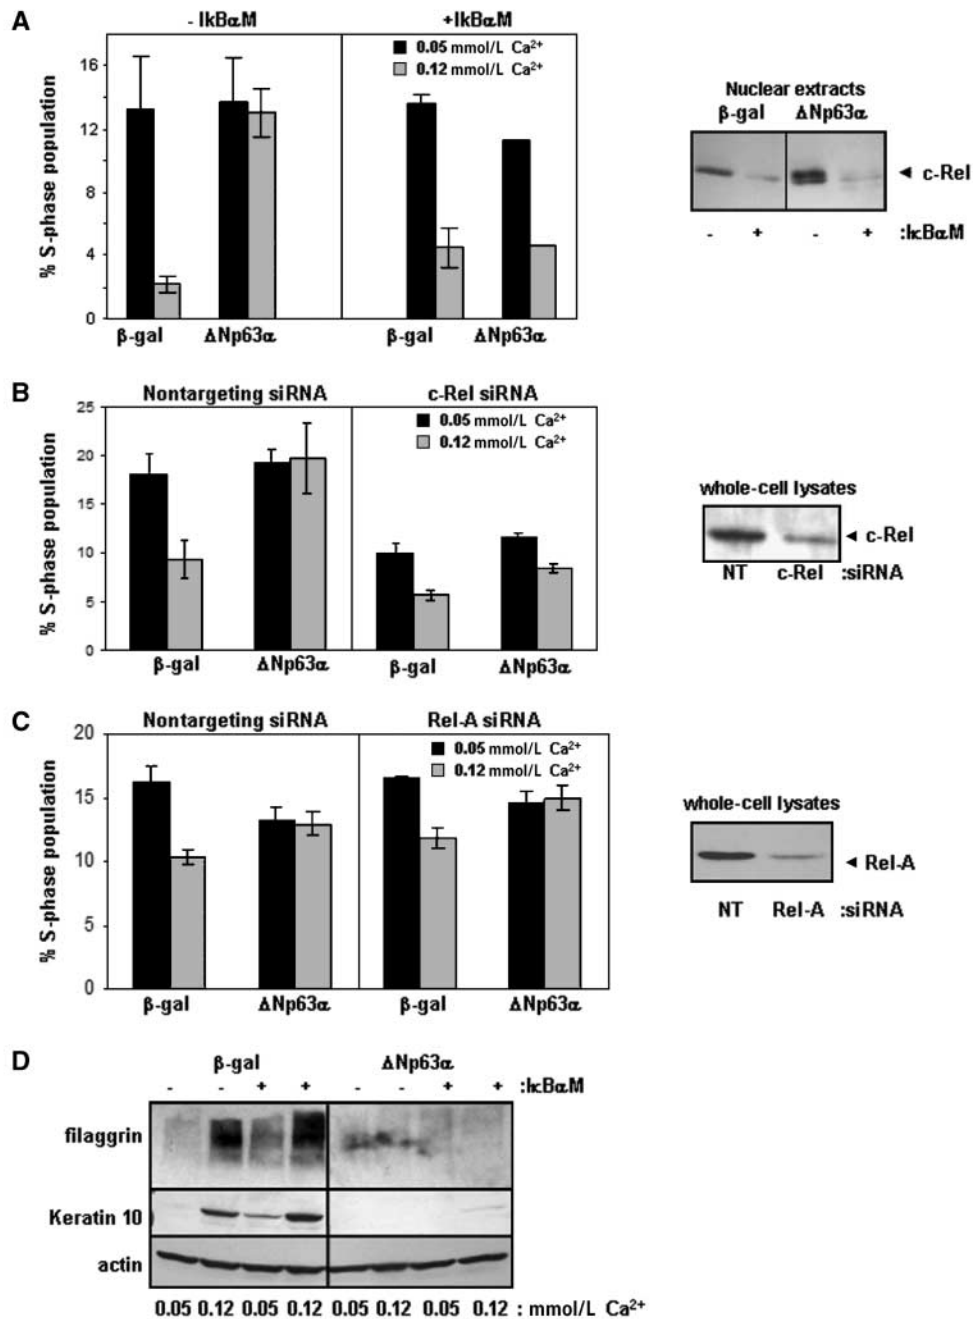 A
- IkBαM +IkBαM
0.05 mmol/L Ca²⁺
0.12 mmol/L Ca²⁺
% S-phase population
16
12
8
4
0
β-gal ΔNp63α β-gal ΔNp63α
Nuclear extracts
β-gal ΔNp63α
◄ c-Rel
- + - + :IκBαM
B
Nontargeting siRNA c-Rel siRNA
0.05 mmol/L Ca²⁺
0.12 mmol/L Ca²⁺
% S-phase population
25
20
15
10
5
0
β-gal ΔNp63α β-gal ΔNp63α
whole-cell lysates
◄ c-Rel
NT c-Rel :siRNA
C
Nontargeting siRNA Rel-A siRNA
0.05 mmol/L Ca²⁺
0.12 mmol/L Ca²⁺
% S-phase population
20
15
10
5
0
β-gal ΔNp63α β-gal ΔNp63α
whole-cell lysates
◄ Rel-A
NT Rel-A :siRNA
D
β-gal ΔNp63α
- - + + - - + + :IκBαM
filaggrin
Keratin 10
actin
0.05 0.12 0.05 0.12 0.05 0.12 0.05 0.12 : mmol/L Ca²⁺